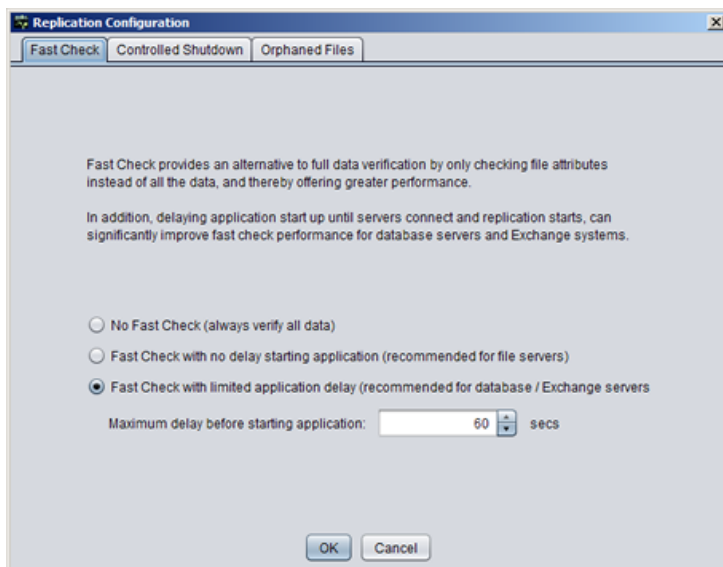 Replication Configuration
Fast Check Controlled Shutdown Orphaned Files
Fast Check provides an alternative to full data verification by only checking file attributes
instead of all the data, and thereby offering greater performance.
In addition, delaying application start up until servers connect and replication starts, can
significantly improve fast check performance for database servers and Exchange systems.
No Fast Check (always verify all data)
Fast Check with no delay starting application (recommended for file servers)
Fast Check with limited application delay (recommended for database / Exchange servers
Maximum delay before starting application: 60 secs
OK Cancel